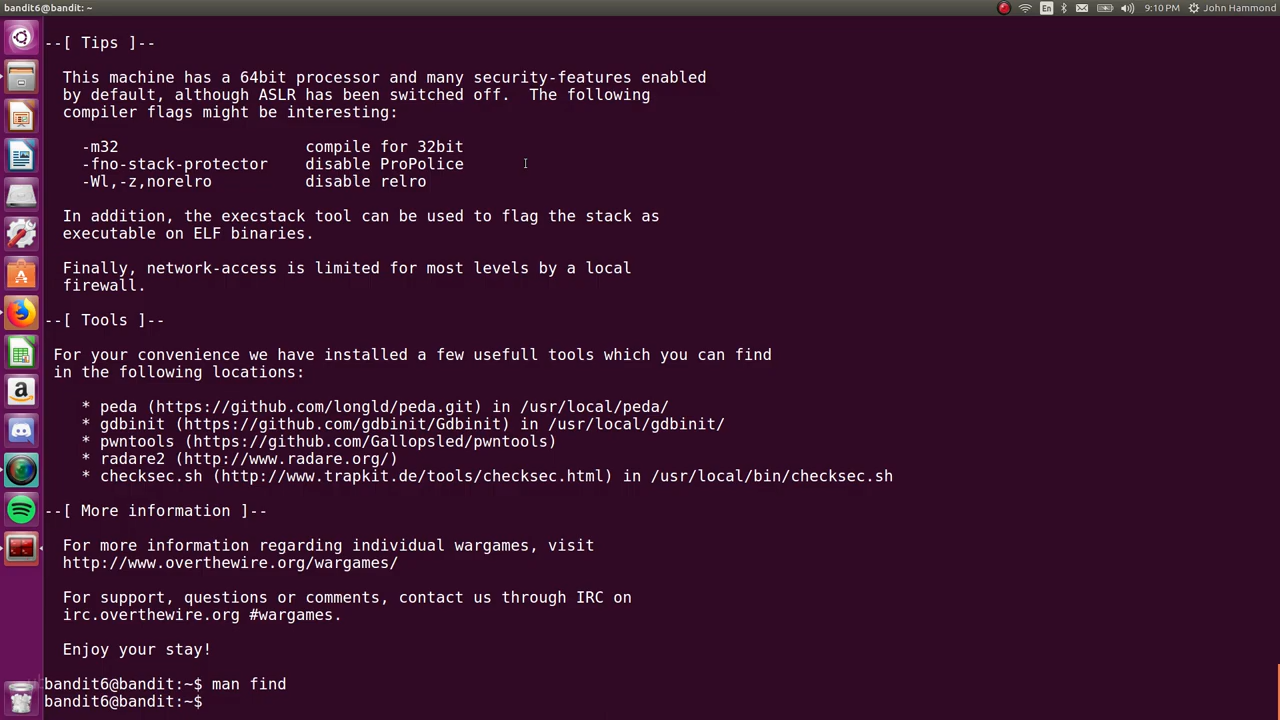 bandit6@bandit: ~
En
9:10 PM
John Hammond
--[ Tips ]--
This machine has a 64bit processor and many security-features enabled
by default, although ASLR has been switched off.  The following
compiler flags might be interesting:
-m32                    compile for 32bit
-fno-stack-protector    disable ProPolice
-Wl,-z,norelro          disable relro
In addition, the execstack tool can be used to flag the stack as
executable on ELF binaries.
Finally, network-access is limited for most levels by a local
firewall.
--[ Tools ]--
For your convenience we have installed a few usefull tools which you can find
in the following locations:
* peda (https://github.com/longld/peda.git) in /usr/local/peda/
* gdbinit (https://github.com/gdbinit/Gdbinit) in /usr/local/gdbinit/
* pwntools (https://github.com/Gallopsled/pwntools)
* radare2 (http://www.radare.org/)
* checksec.sh (http://www.trapkit.de/tools/checksec.html) in /usr/local/bin/checksec.sh
--[ More information ]--
For more information regarding individual wargames, visit
http://www.overthewire.org/wargames/
For support, questions or comments, contact us through IRC on
irc.overthewire.org #wargames.
Enjoy your stay!
bandit6@bandit:~$ man find
bandit6@bandit:~$